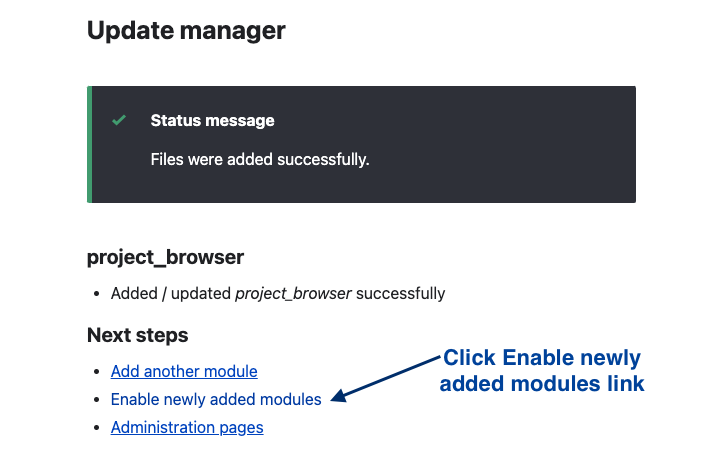 Update manager
Status message
Files were added successfully.
project_browser
Added / updated project_browser successfully
Next steps
Add another module
Enable newly added modules
Administration pages
Click Enable newly
added modules link